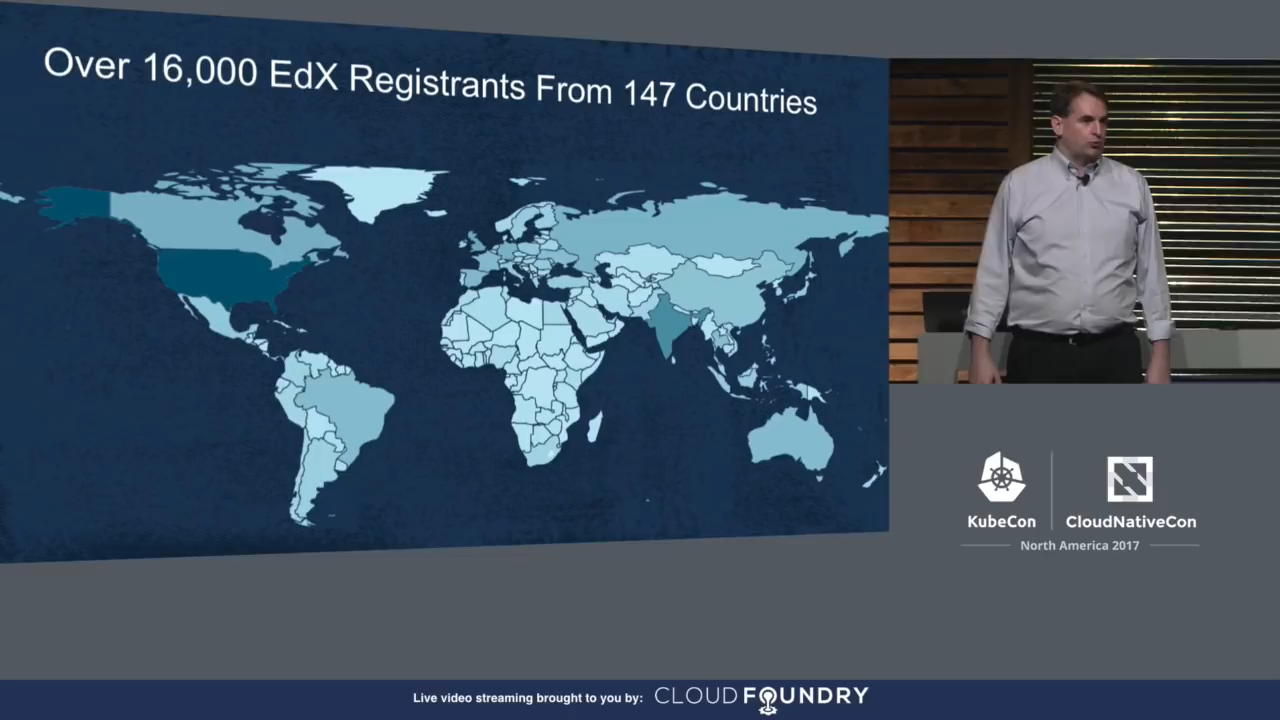 Over 16,000 EdX Registrants From 147 Countries
KubeCon
CloudNativeCon
North America 2017
Live video streaming brought to you by: CLOUD FOUNDRY